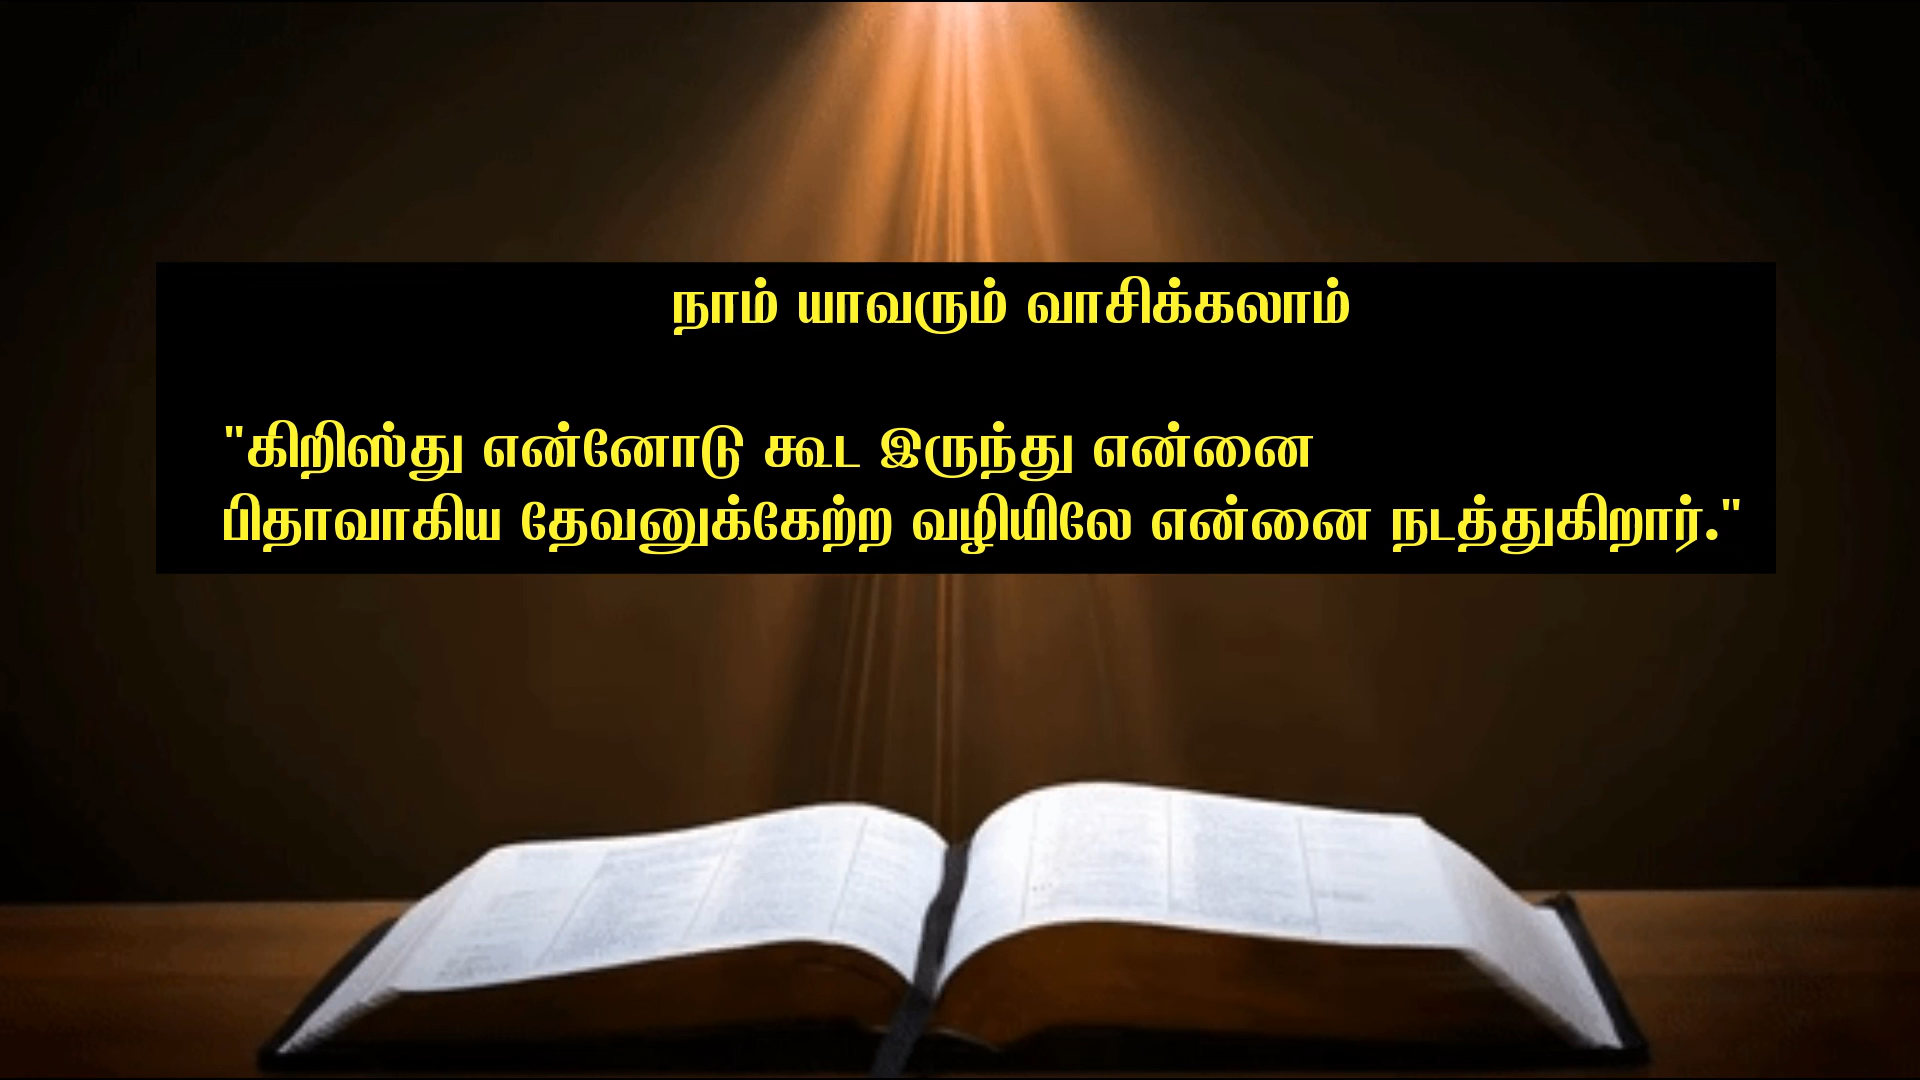 நாம் யாவரும் வாசிக்கலாம்
"கிறிஸ்து என்னோடு கூட இருந்து என்னை
பிதாவாகிய தேவனுக்கேற்ற வழியிலே என்னை நடத்துகிறார்."